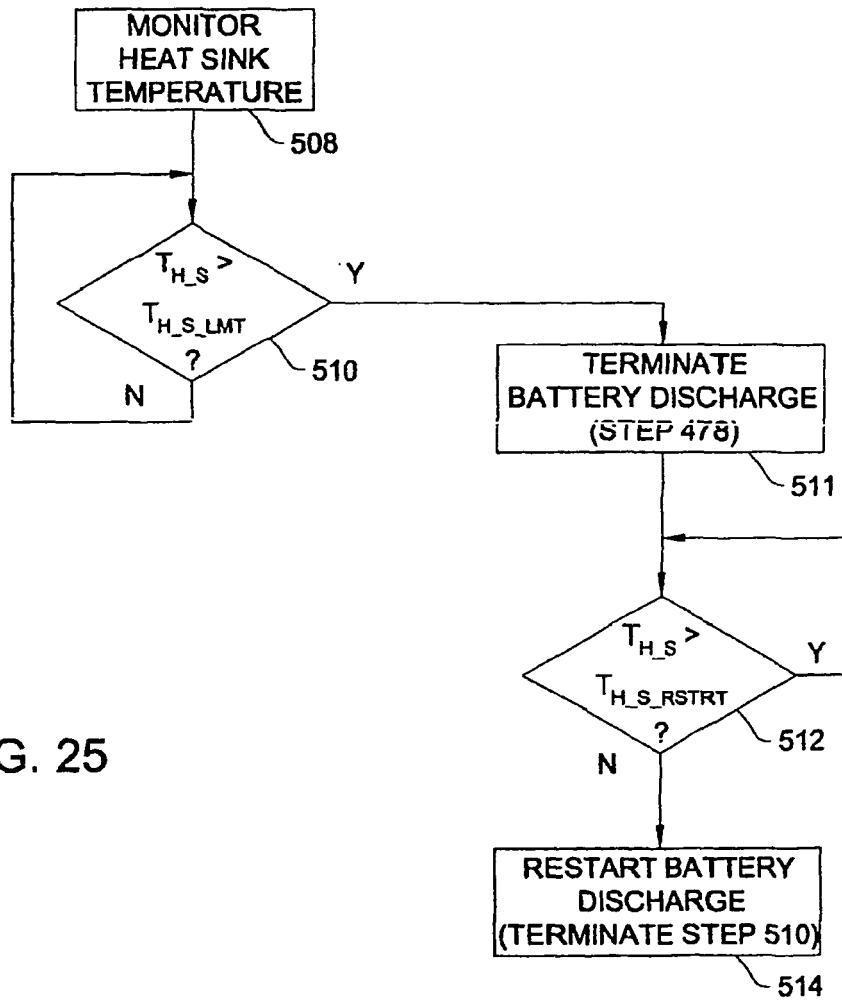 MONITOR
HEAT SINK
TEMPERATURE
508
T_H_S >
T_H_S_LMT
?
510
Y
N
TERMINATE
BATTERY DISCHARGE
(STEP 478)
511
T_H_S >
T_H_S_RSTRT
?
512
Y
N
G. 25
RESTART BATTERY
DISCHARGE
(TERMINATE STEP 510)
514